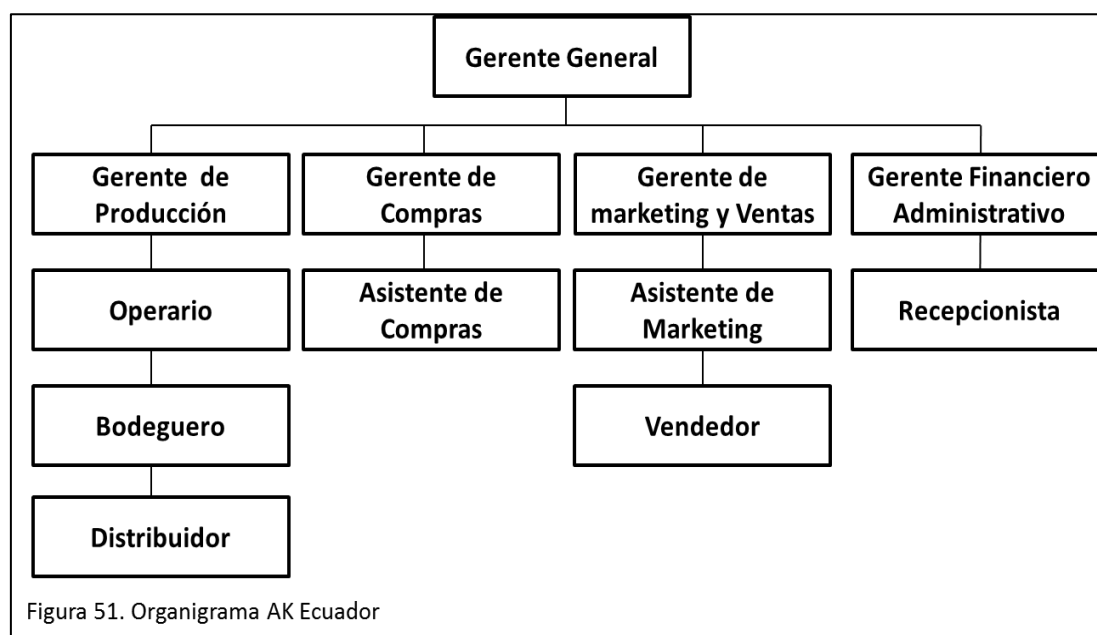 Gerente General
Gerente de
Producción
Gerente de
Compras
Gerente de
marketing y Ventas
Gerente Financiero
Administrativo
Operario
Asistente de
Compras
Asistente de
Marketing
Recepcionista
Bodeguero
Vendedor
Distribuidor
Figura 51. Organigrama AK Ecuador